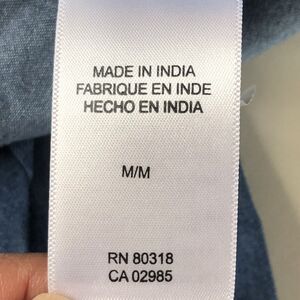 MADE IN INDIA
FABRIQUE EN INDE
HECHO EN INDIA
M/M
RN 80318
CA 02985